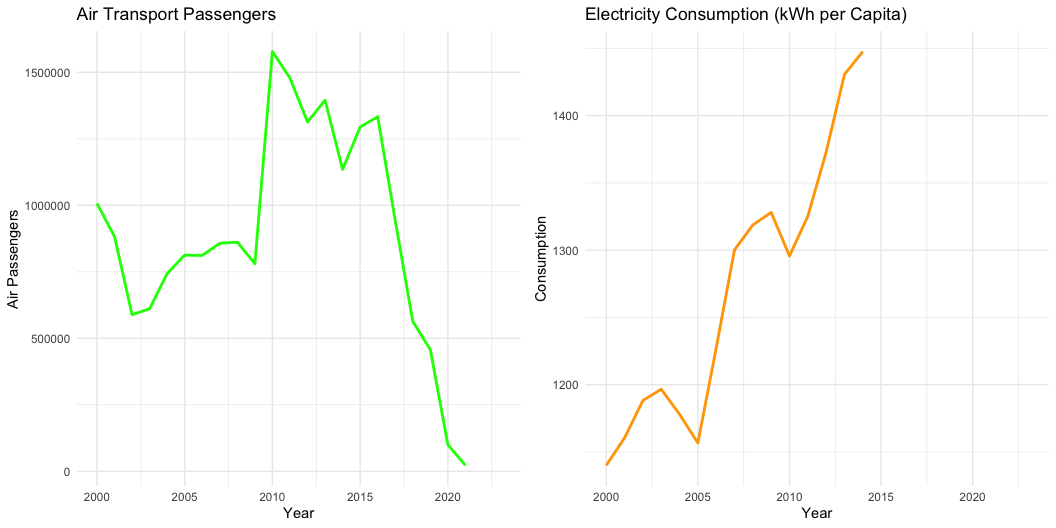 Air Transport Passengers
Air Passengers
1500000
1000000
500000
0
2000
2005
2010
2015
2020
Year
Electricity Consumption (kWh per Capita)
Consumption
1400
1300
1200
2000
2005
2010
2015
2020
Year